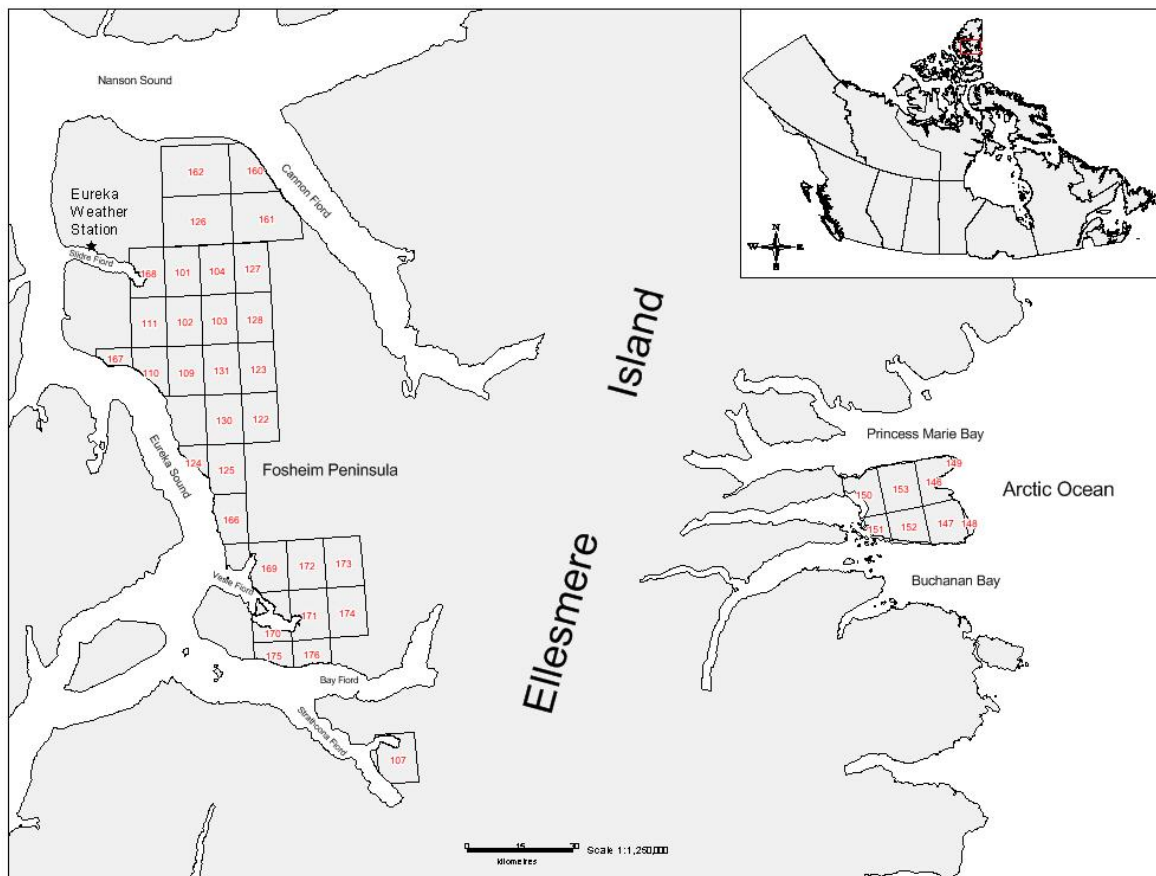 Nanson Sound
Cannon Fiord
Eureka
Weather
Station
Slidre Fiord
162
160
126
161
168
101
104
127
111
102
103
128
167
110
109
131
123
130
122
Eureka Sound
124
125
Fosheim Peninsula
166
169
172
173
Vesle Fiord
171
174
170
175
176
Bay Fiord
Strathcona Fiord
107
Ellesmere
Island
N
W
E
S
Princess Marie Bay
149
150
153
146
Arctic Ocean
151
152
147
148
Buchanan Bay
0 15 30
kilometres
Scale 1:1,250,000